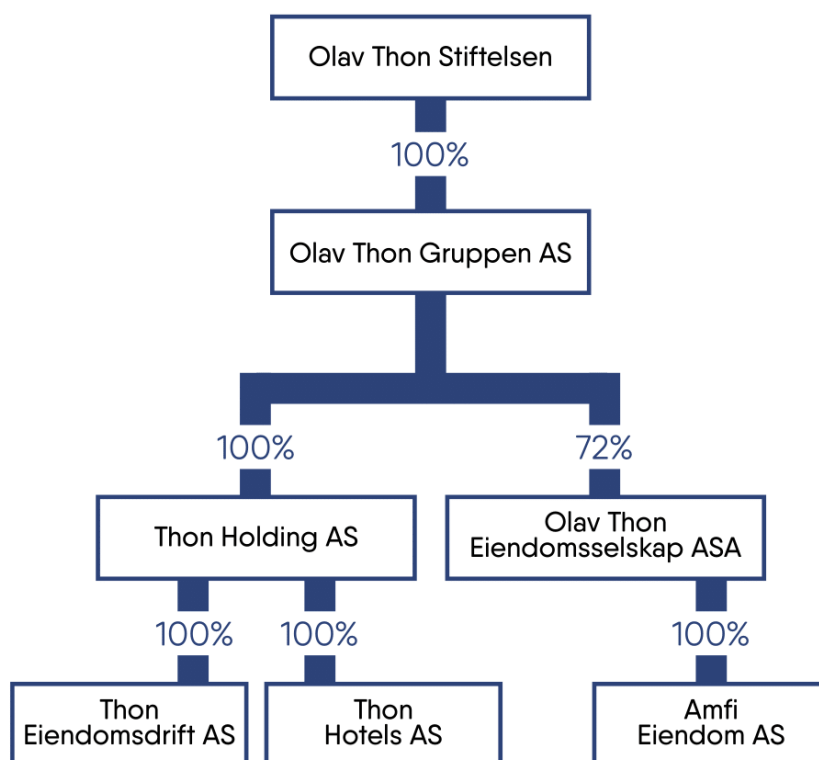 Olav Thon Stiftelsen
100%
Olav Thon Gruppen AS
100%
72%
Thon Holding AS
Olav Thon
Eiendomsselskap ASA
100%
100%
100%
Thon
Eiendomsdrift AS
Thon
Hotels AS
Amfi
Eiendom AS